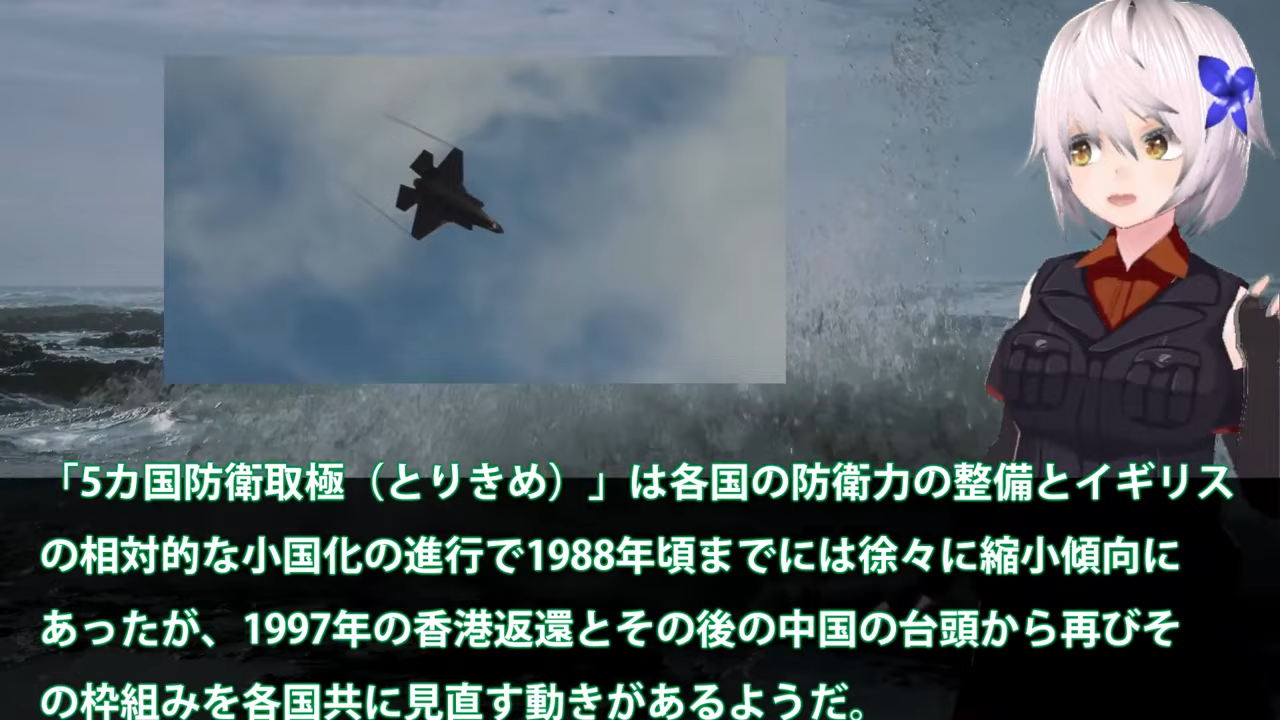 「5カ国防衛取極（とりきめ）」は各国の防衛力の整備とイギリス
の相対的な小国化の進行で1988年頃までには徐々に縮小傾向に
あったが、1997年の香港返還とその後の中国の台頭から再びそ
の枠組みを各国共に見直す動きがあるようだ。